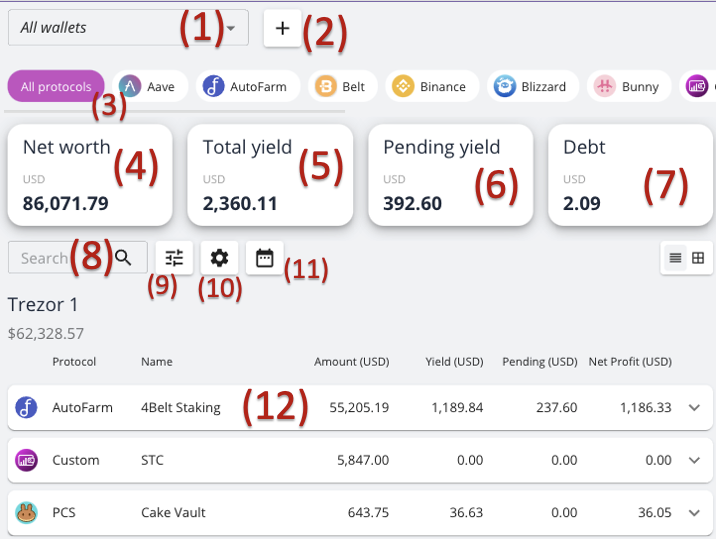 All wallets (1) + (2)
All protocols Aave AutoFarm Belt Binance Blizzard Bunny
(3)
Net worth Total yield Pending yield Debt
(4) (5) (6) (7)
USD USD USD USD
86,071.79 2,360.11 392.60 2.09
Search (8)
(9) (10) (11)
Trezor 1
$62,328.57
Protocol Name Amount (USD) Yield (USD) Pending (USD) Net Profit (USD)
AutoFarm 4Belt Staking (12) 55,205.19 1,189.84 237.60 1,186.33
Custom STC 5,847.00 0.00 0.00 0.00
PCS Cake Vault 643.75 36.63 0.00 36.05